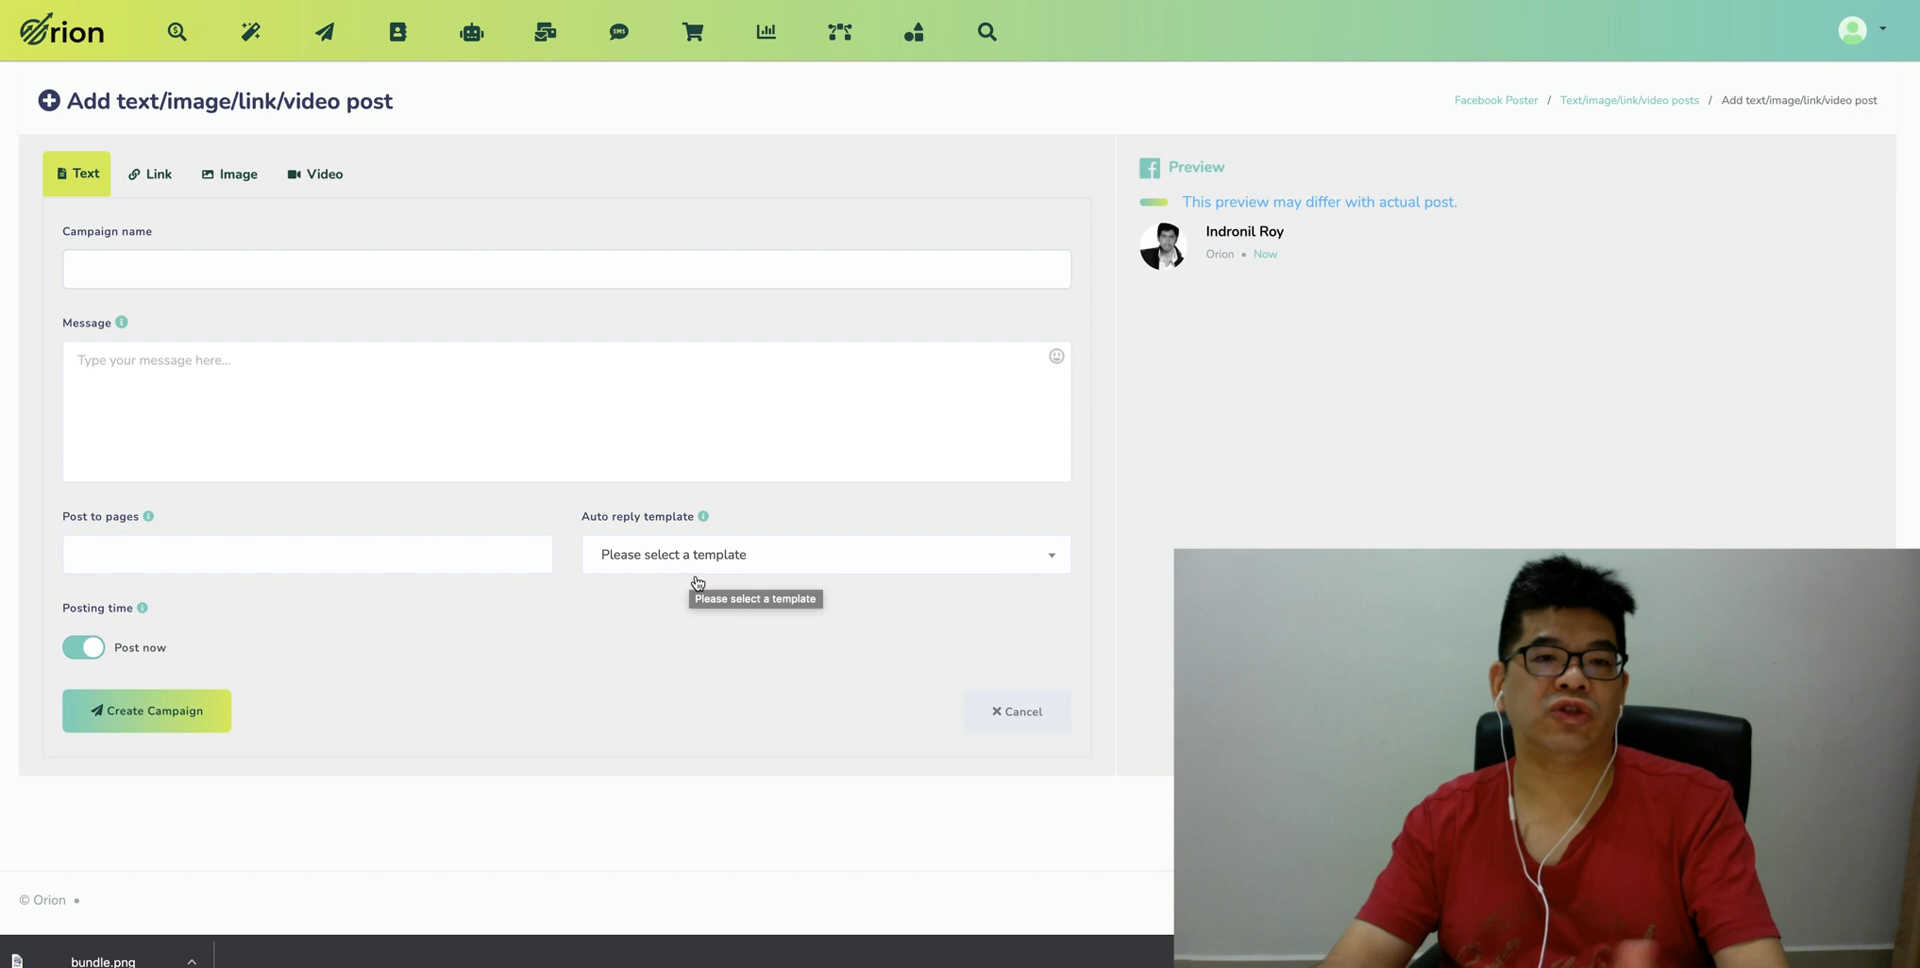 Orion
SMS
Add text/image/link/video post
Facebook Poster / Text/image/link/video posts / Add text/image/link/video post
Text
Link
Image
Video
Campaign name
Message
Type your message here...
Post to pages
Auto reply template
Please select a template
Please select a template
Posting time
Post now
Create Campaign
Cancel
Preview
This preview may differ with actual post.
Indronil Roy
Orion • Now
© Orion •
bundle.png